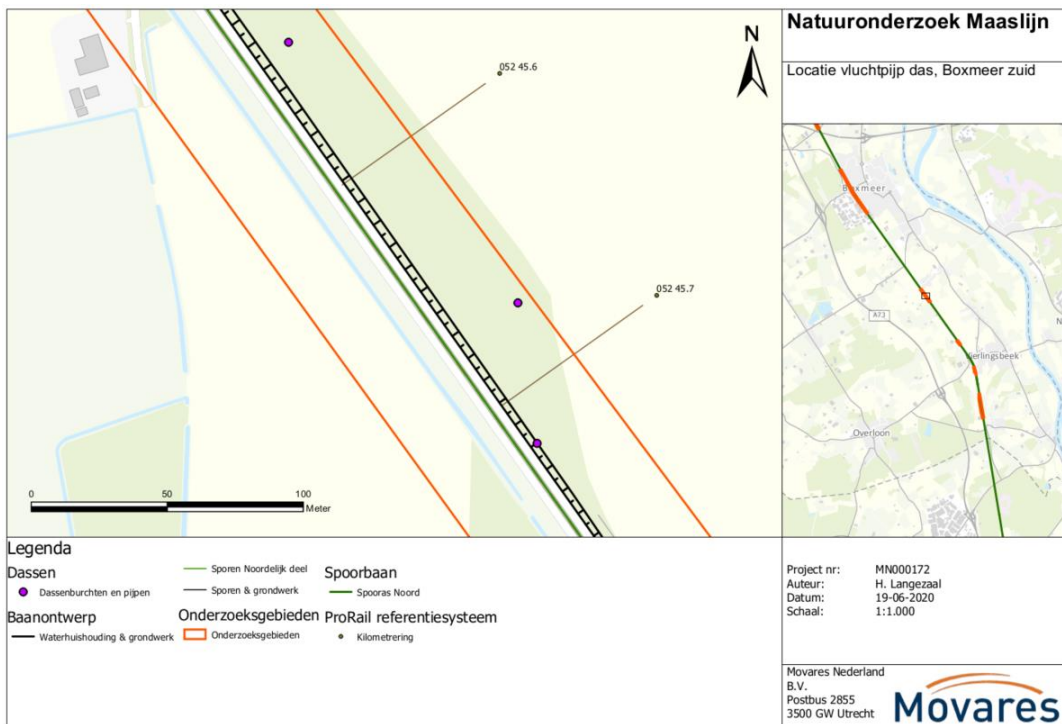 Natuuronderzoek Maaslijn
Locatie vluchtpijp das, Boxmeer zuid
N
052 45.6
052 45.7
0 50 100
Meter
Boxmeer
A73
Vierlingsbeek
Overloon
Legenda
Dassen
Dassenburchten en pijpen
Baanontwerp
Waterhuishouding & grondwerk
Sporen Noordelijk deel
Sporen & grondwerk
Onderzoeksgebieden
Onderzoeksgebieden
Spoorbaan
Spooras Noord
ProRail referentiesysteem
Kilometrering
Project nr: MN000172
Auteur: H. Langezaal
Datum: 19-06-2020
Schaal: 1:1.000
Movares Nederland
B.V.
Postbus 2855
3500 GW Utrecht
Movares